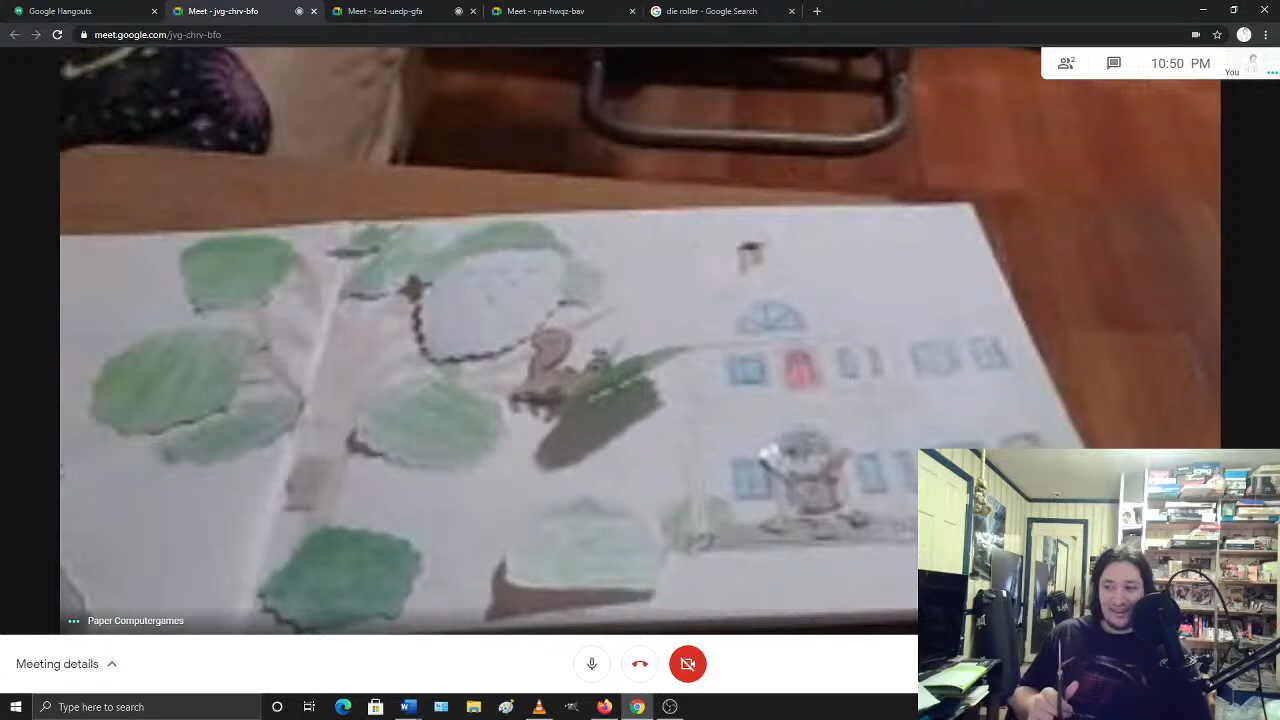 Google Hangouts
Meet - jvg-chrv-bfo
Meet - kad-uedp-gfa
Meet - npa-hwqz-bav
die roller - Google Search
meet.google.com/jvg-chrv-bfo
2
10:50 PM
You
Paper Computergames
Meeting details
Type here to search